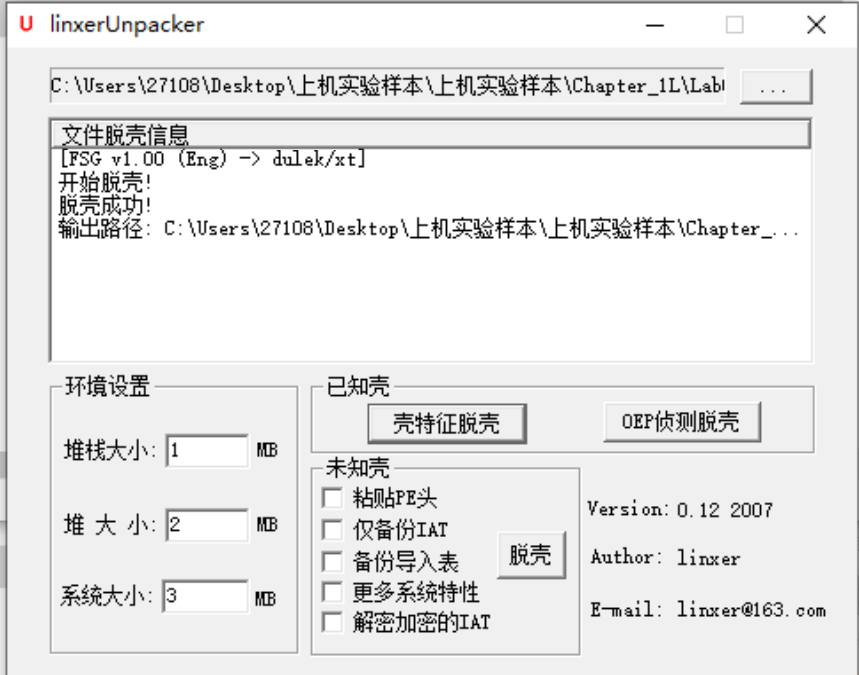 U linxerUnpacker
C:\Users\27108\Desktop\上机实验样本\上机实验样本\Chapter_1L\Lab
...
文件脱壳信息
[FSG v1.00 (Eng) -> dulek/xt]
开始脱壳!
脱壳成功!
输出路径: C:\Users\27108\Desktop\上机实验样本\上机实验样本\Chapter_...
环境设置
堆栈大小: 1 MB
堆 大 小: 2 MB
系统大小: 3 MB
已知壳
壳特征脱壳 OEP侦测脱壳
未知壳
粘贴PE头
仅备份IAT
备份导入表
更多系统特性
解密加密的IAT
脱壳
Version: 0.12 2007
Author: linxer
E-mail: linxer@163.com